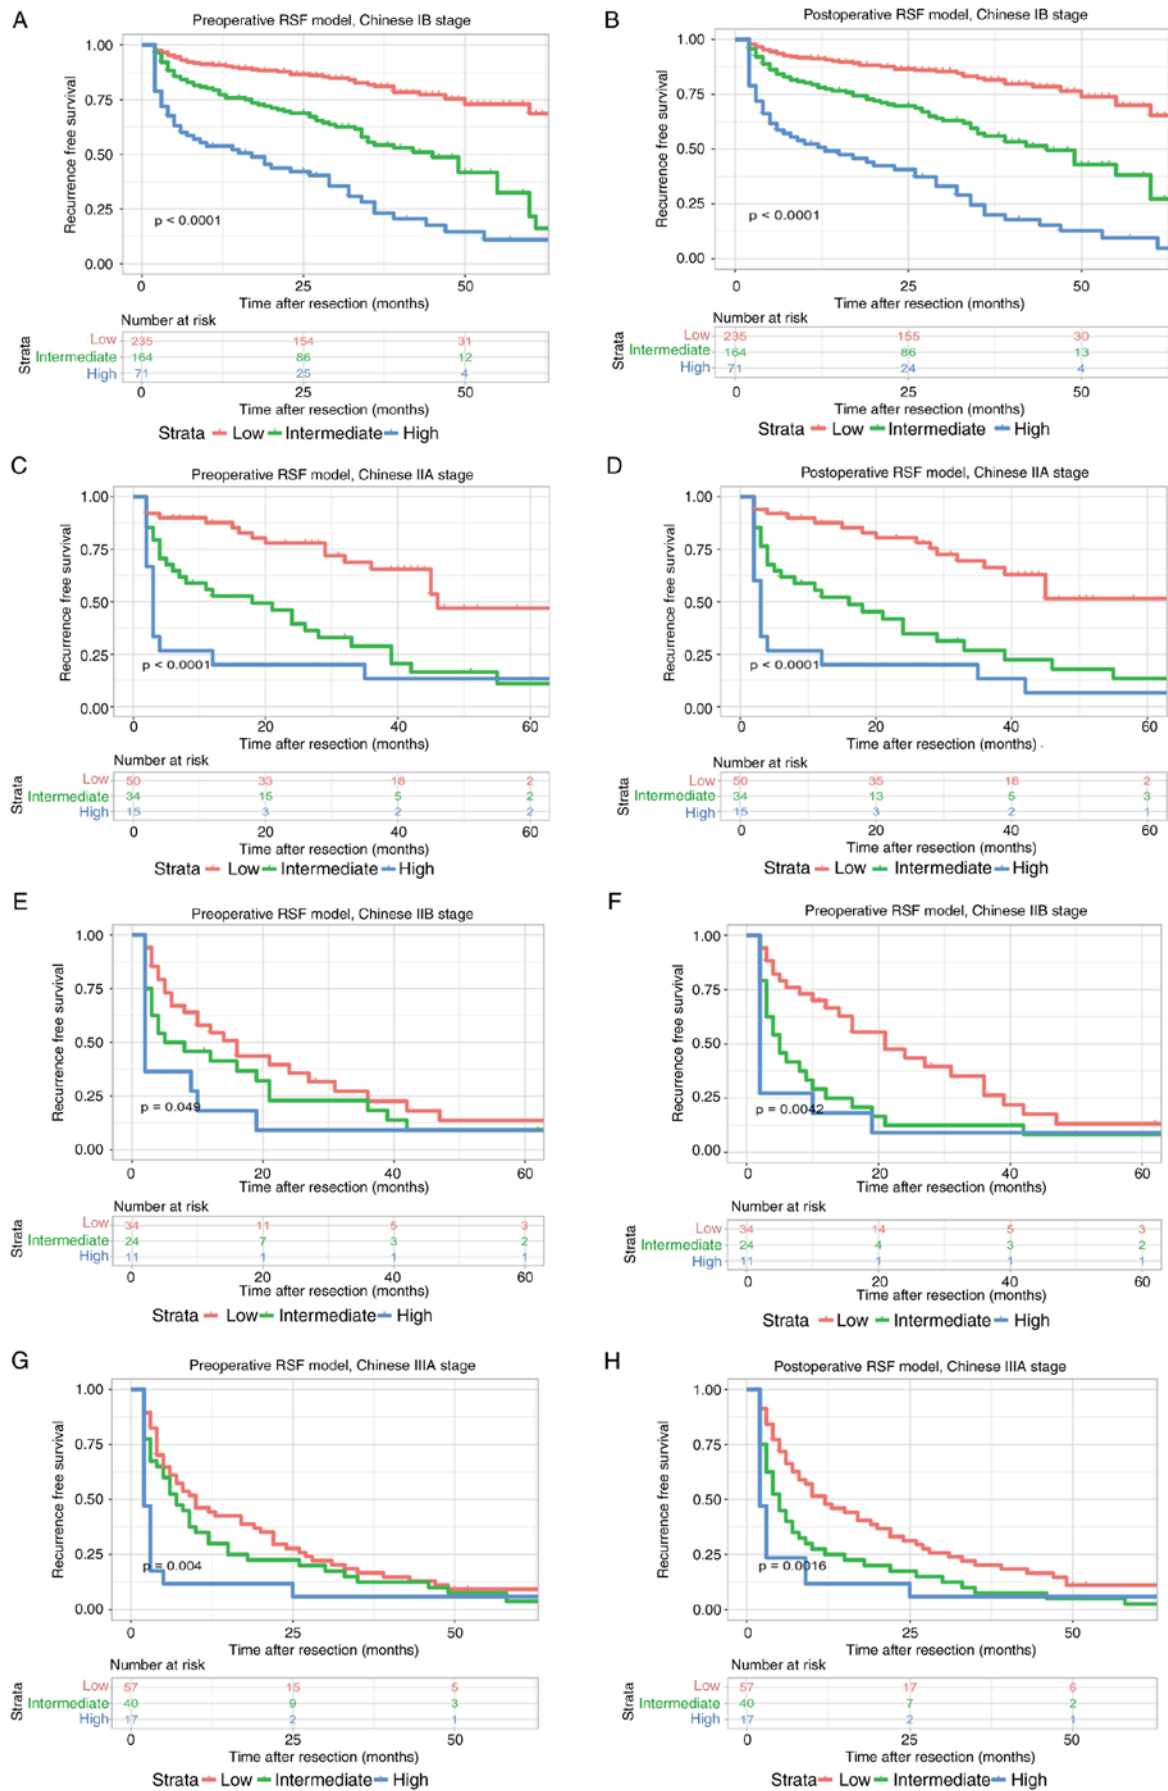 A
Preoperative RSF model, Chinese IB stage
Recurrence free survival
1.00
0.75
0.50
0.25
0.00
p < 0.0001
0 25 50
Time after resection (months)
Number at risk
Strata
Low 235 154 31
Intermediate 164 86 12
High 71 25 4
0 25 50
Time after resection (months)
Strata Low Intermediate High
B
Postoperative RSF model, Chinese IB stage
Recurrence free survival
1.00
0.75
0.50
0.25
0.00
p < 0.0001
0 25 50
Time after resection (months)
Number at risk
Strata
Low 235 155 30
Intermediate 164 86 13
High 71 24 4
0 25 50
Time after resection (months)
Strata Low Intermediate High
C
Preoperative RSF model, Chinese IIA stage
Recurrence free survival
1.00
0.75
0.50
0.25
0.00
p < 0.0001
0 20 40 60
Time after resection (months)
Number at risk
Strata
Low 50 33 18 2
Intermediate 34 15 5 2
High 15 3 2 2
0 20 40 60
Time after resection (months)
Strata Low Intermediate High
D
Postoperative RSF model, Chinese IIA stage
Recurrence free survival
1.00
0.75
0.50
0.25
0.00
p < 0.0001
0 20 40 60
Time after resection (months)
Number at risk
Strata
Low 50 35 18 2
Intermediate 34 13 5 3
High 15 3 2 1
0 20 40 60
Time after resection (months)
Strata Low Intermediate High
E
Preoperative RSF model, Chinese IIB stage
Recurrence free survival
1.00
0.75
0.50
0.25
0.00
p = 0.049
0 20 40 60
Time after resection (months)
Number at risk
Strata
Low 34 11 5 3
Intermediate 24 7 3 2
High 11 1 1 1
0 20 40 60
Time after resection (months)
Strata Low Intermediate High
F
Preoperative RSF model, Chinese IIB stage
Recurrence free survival
1.00
0.75
0.50
0.25
0.00
p = 0.0042
0 20 40 60
Time after resection (months)
Number at risk
Strata
Low 34 14 5 3
Intermediate 24 4 3 2
High 11 1 1 1
0 20 40 60
Time after resection (months)
Strata Low Intermediate High
G
Preoperative RSF model, Chinese IIIA stage
Recurrence free survival
1.00
0.75
0.50
0.25
0.00
p = 0.004
0 25 50
Time after resection (months)
Number at risk
Strata
Low 57 15 5
Intermediate 40 9 3
High 17 2 1
0 25 50
Time after resection (months)
Strata Low Intermediate High
H
Postoperative RSF model, Chinese IIIA stage
Recurrence free survival
1.00
0.75
0.50
0.25
0.00
p = 0.0016
0 25 50
Time after resection (months)
Number at risk
Strata
Low 57 17 6
Intermediate 40 7 2
High 17 2 1
0 25 50
Time after resection (months)
Strata Low Intermediate High